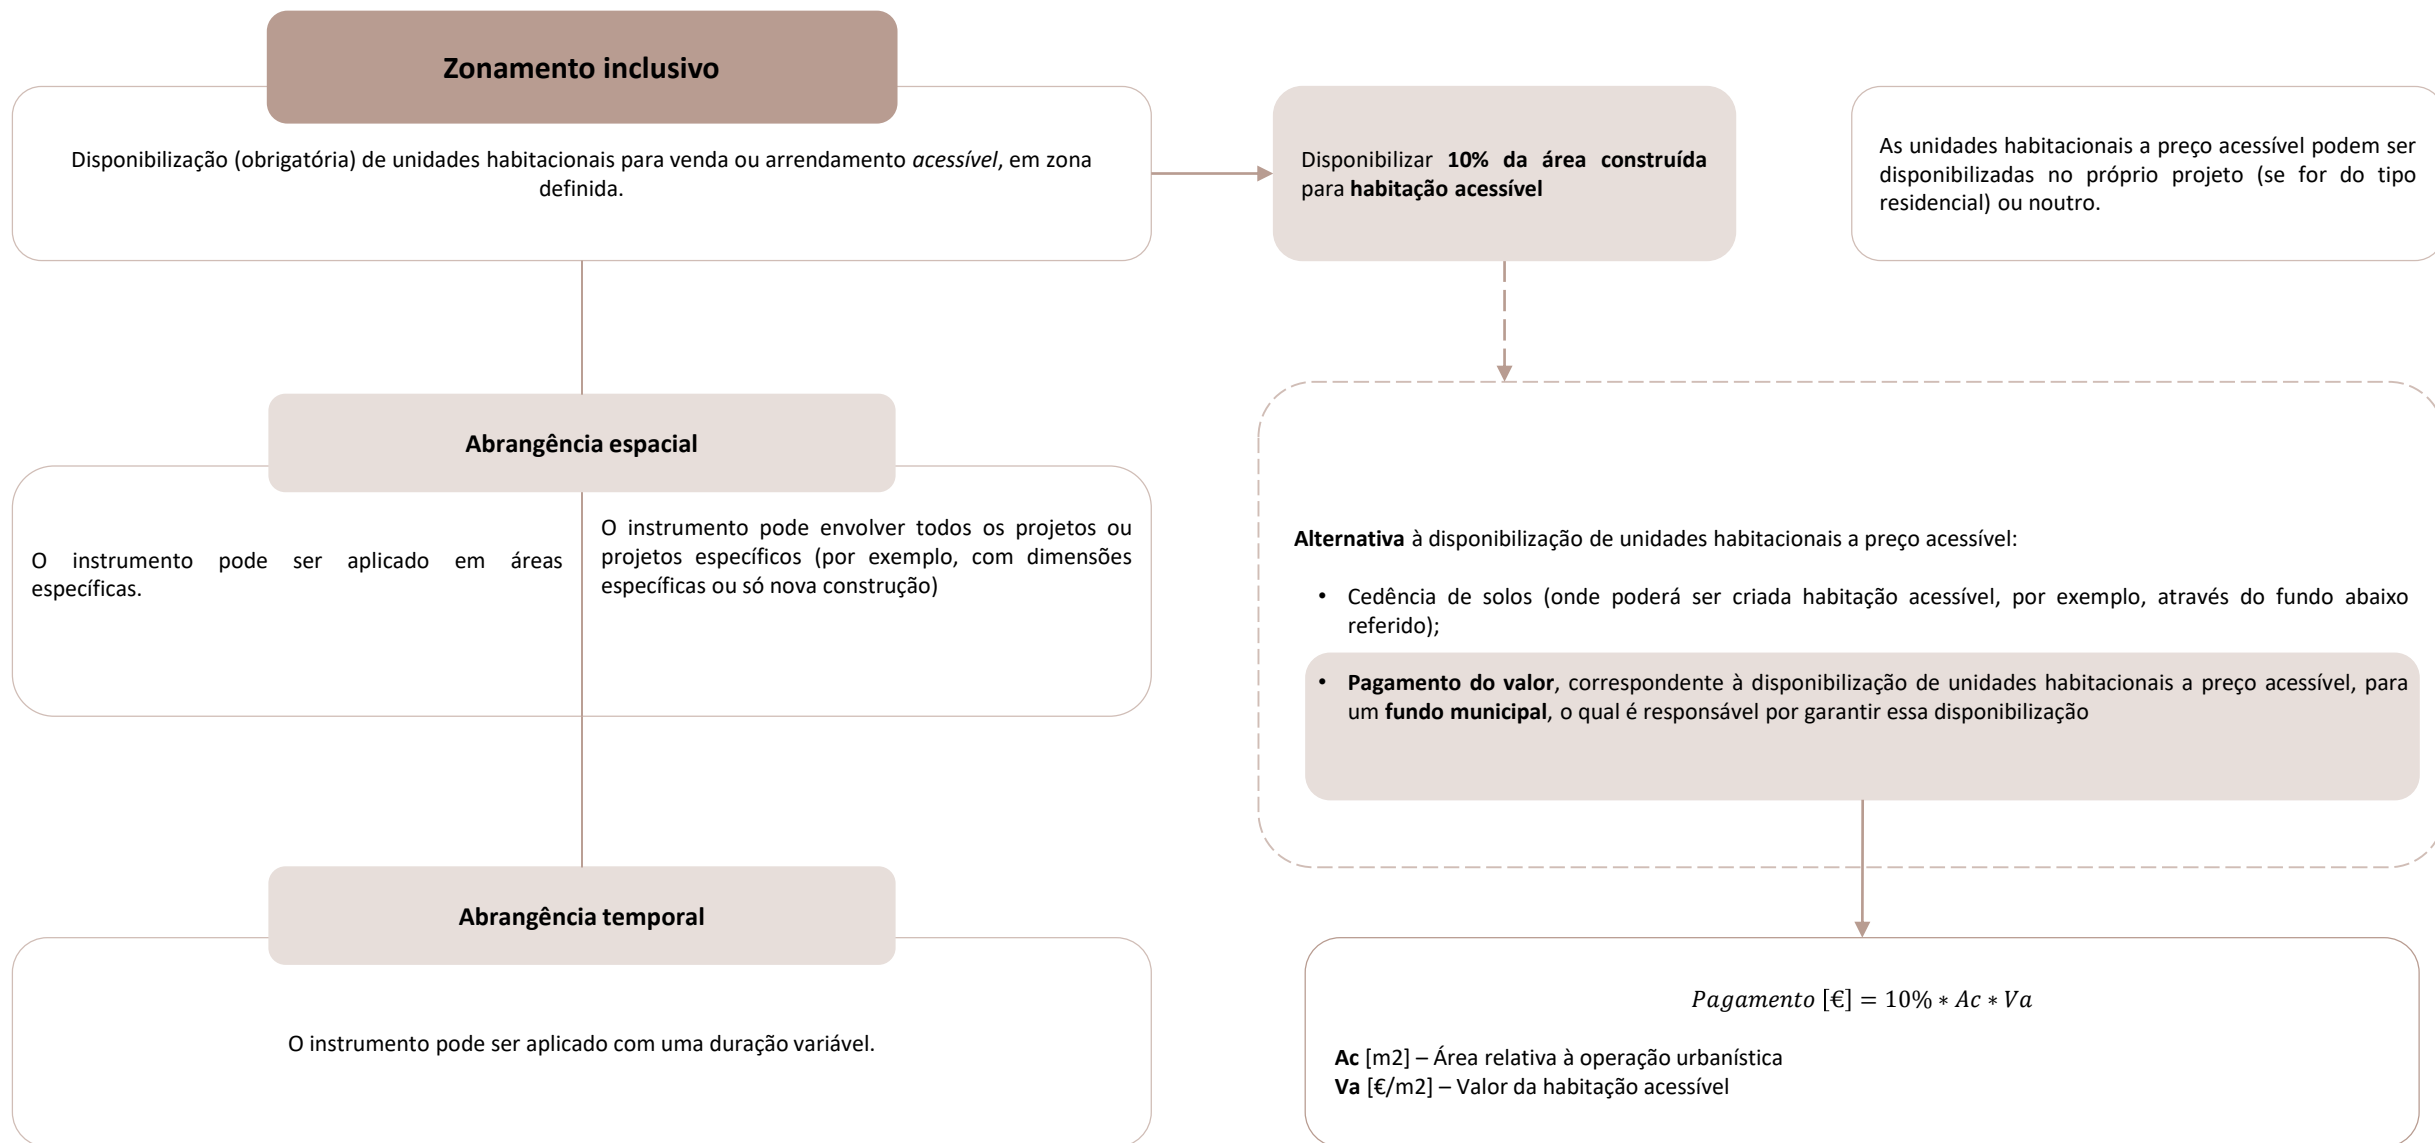 Zonamento inclusivo
Disponibilização (obrigatória) de unidades habitacionais para venda ou arrendamento acessível, em zona
definida.
Disponibilizar 10% da área construída
para habitação acessível
As unidades habitacionais a preço acessível podem ser
disponibilizadas no próprio projeto (se for do tipo
residencial) ou noutro.
Abrangência espacial
O instrumento pode ser aplicado em áreas
específicas.
O instrumento pode envolver todos os projetos ou
projetos específicos (por exemplo, com dimensões
específicas ou só nova construção)
Alternativa à disponibilização de unidades habitacionais a preço acessível:
• Cedência de solos (onde poderá ser criada habitação acessível, por exemplo, através do fundo abaixo
referido);
• Pagamento do valor, correspondente à disponibilização de unidades habitacionais a preço acessível, para
um fundo municipal, o qual é responsável por garantir essa disponibilização
Abrangência temporal
O instrumento pode ser aplicado com uma duração variável.
Pagamento [€] = 10% ∗ Ac ∗ Va
Ac [m2] – Área relativa à operação urbanística
Va [€/m2] – Valor da habitação acessível